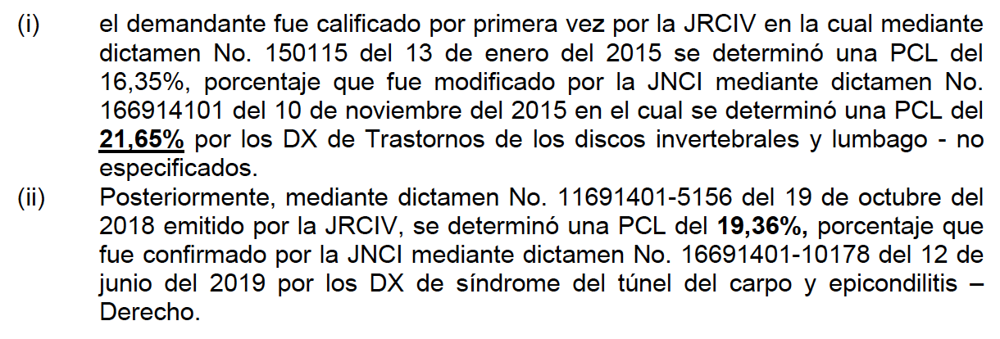 (i) el demandante fue calificado por primera vez por la JRCIV en la cual mediante
dictamen No. 150115 del 13 de enero del 2015 se determinó una PCL del
16,35%, porcentaje que fue modificado por la JNCI mediante dictamen No.
166914101 del 10 de noviembre del 2015 en el cual se determinó una PCL del
21,65% por los DX de Trastornos de los discos invertebrales y lumbago - no
especificados.
(ii) Posteriormente, mediante dictamen No. 11691401-5156 del 19 de octubre del
2018 emitido por la JRCIV, se determinó una PCL del 19,36%, porcentaje que
fue confirmado por la JNCI mediante dictamen No. 16691401-10178 del 12 de
junio del 2019 por los DX de síndrome del túnel del carpo y epicondilitis –
Derecho.